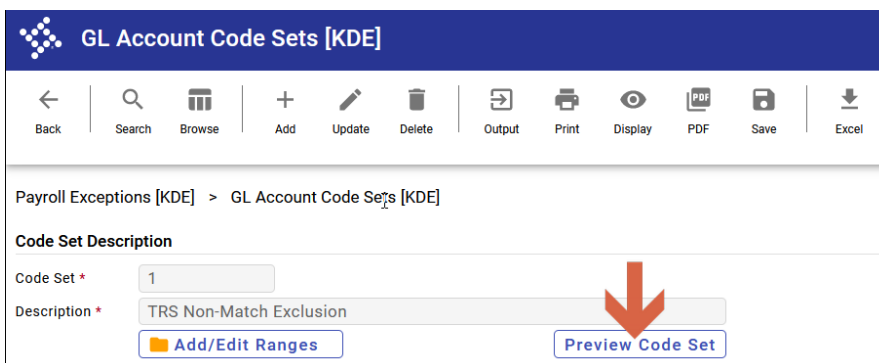 GL Account Code Sets [KDE]
Back Search Browse Add Update Delete Output Print Display PDF PDF Save Excel
Payroll Exceptions [KDE] > GL Account Code Sets [KDE]
Code Set Description
Code Set * 1
Description * TRS Non-Match Exclusion
Add/Edit Ranges Preview Code Set